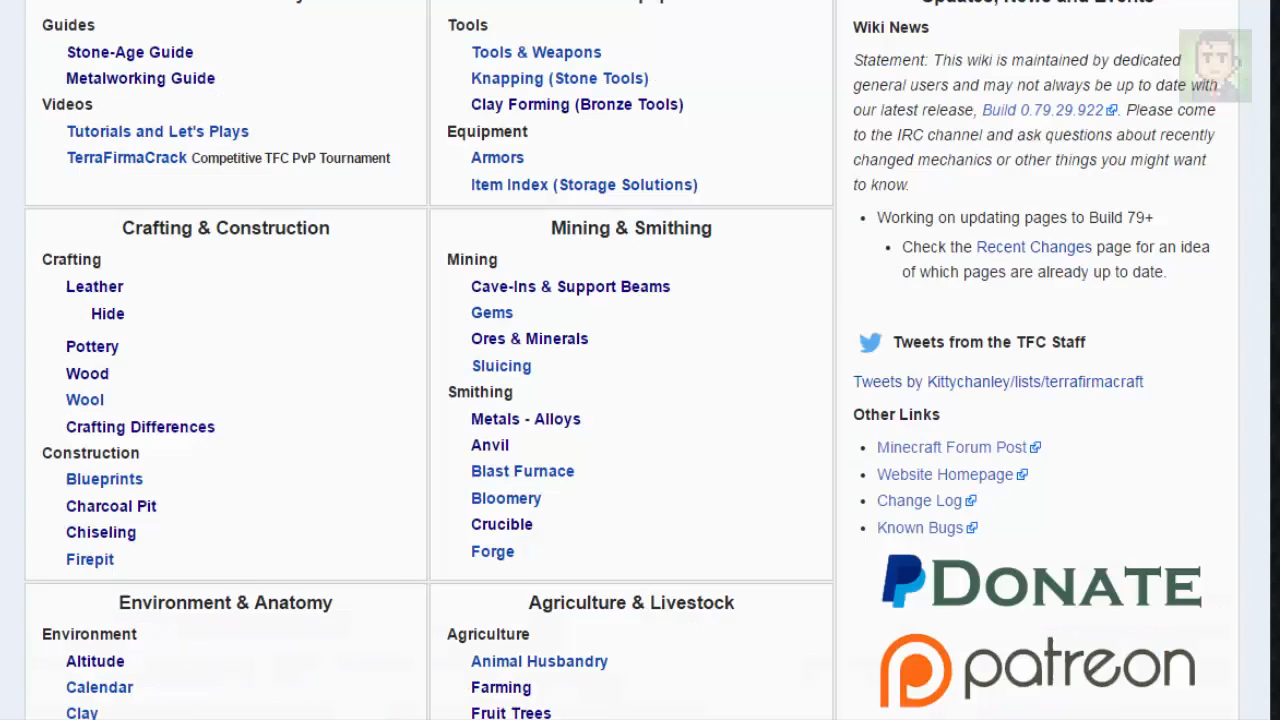 Updates, News and Events
Guides
Stone-Age Guide
Metalworking Guide
Videos
Tutorials and Let's Plays
TerraFirmaCrack Competitive TFC PvP Tournament
Tools
Tools & Weapons
Knapping (Stone Tools)
Clay Forming (Bronze Tools)
Equipment
Armors
Item Index (Storage Solutions)
Crafting & Construction
Crafting
Leather
Hide
Pottery
Wood
Wool
Crafting Differences
Construction
Blueprints
Charcoal Pit
Chiseling
Firepit
Mining & Smithing
Mining
Cave-Ins & Support Beams
Gems
Ores & Minerals
Sluicing
Smithing
Metals - Alloys
Anvil
Blast Furnace
Bloomery
Crucible
Forge
Environment & Anatomy
Environment
Altitude
Calendar
Clay
Agriculture & Livestock
Agriculture
Animal Husbandry
Farming
Fruit Trees
Wiki News
Statement: This wiki is maintained by dedicated
general users and may not always be up to date with
our latest release, Build 0.79.29.922. Please come
to the IRC channel and ask questions about recently
changed mechanics or other things you might want
to know.
Working on updating pages to Build 79+
Check the Recent Changes page for an idea
of which pages are already up to date.
Tweets from the TFC Staff
Tweets by Kittychanley/lists/terrafirmacraft
Other Links
Minecraft Forum Post
Website Homepage
Change Log
Known Bugs
DONATE
patreon